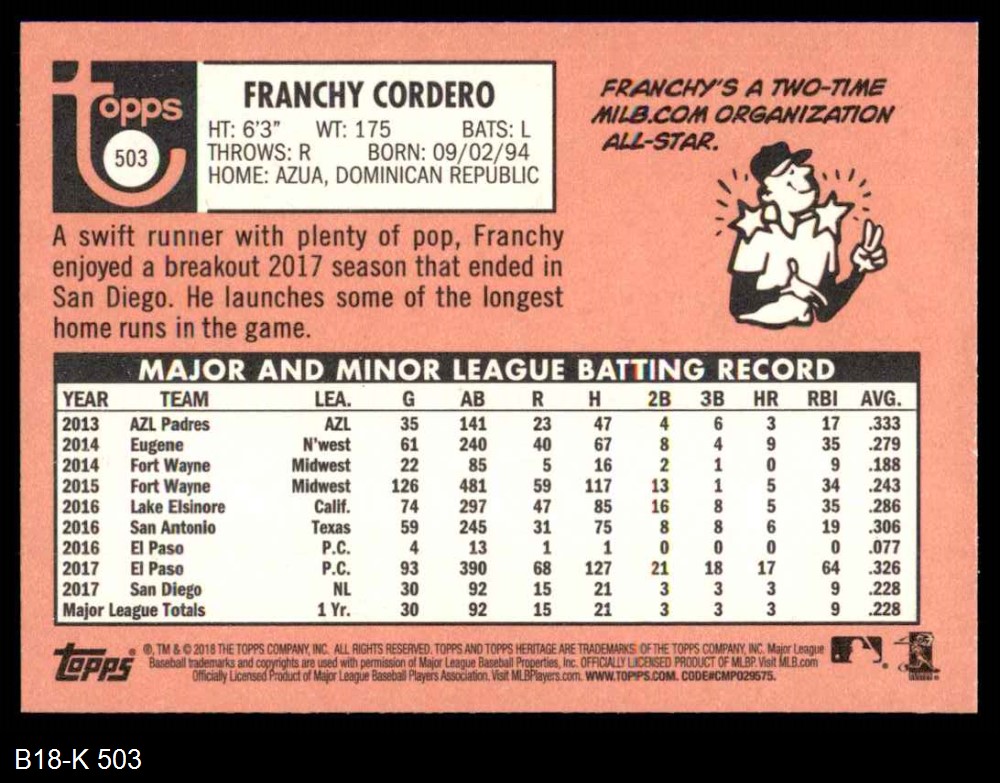 Topps
503
FRANCHY CORDERO
HT: 6'3" WT: 175 BATS: L
THROWS: R BORN: 09/02/94
HOME: AZUA, DOMINICAN REPUBLIC
FRANCHY'S A TWO-TIME
MILB.COM ORGANIZATION
ALL-STAR.
A swift runner with plenty of pop, Franchy
enjoyed a breakout 2017 season that ended in
San Diego. He launches some of the longest
home runs in the game.
MAJOR AND MINOR LEAGUE BATTING RECORD
YEAR TEAM LEA. G AB R H 2B 3B HR RBI AVG.
2013 AZL Padres AZL 35 141 23 47 4 6 3 17 .333
2014 Eugene N'west 61 240 40 67 8 4 9 35 .279
2014 Fort Wayne Midwest 22 85 5 16 2 1 0 9 .188
2015 Fort Wayne Midwest 126 481 59 117 13 1 5 34 .243
2016 Lake Elsinore Calif. 74 297 47 85 16 8 5 35 .286
2016 San Antonio Texas 59 245 31 75 8 8 6 19 .306
2016 El Paso P.C. 4 13 1 1 0 0 0 0 .077
2017 El Paso P.C. 93 390 68 127 21 18 17 64 .326
2017 San Diego NL 30 92 15 21 3 3 3 9 .228
Major League Totals 1 Yr. 30 92 15 21 3 3 3 9 .228
Topps ®, TM & © 2018 THE TOPPS COMPANY, INC. ALL RIGHTS RESERVED. TOPPS AND TOPPS HERITAGE ARE TRADEMARKS OF THE TOPPS COMPANY, INC. Major League
Baseball trademarks and copyrights are used with permission of Major League Baseball Properties, Inc. OFFICIALLY LICENSED PRODUCT OF MLBP. Visit MLB.com
Officially Licensed Product of Major League Baseball Players Association. Visit MLBPlayers.com. WWW.TOPPS.COM. CODE#CMP029575.
B18-K 503